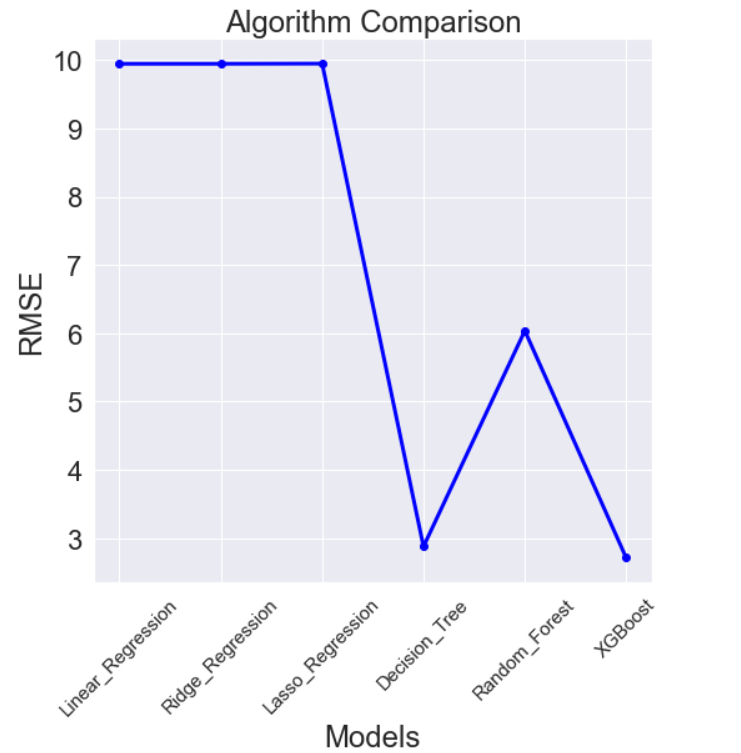 Algorithm Comparison
10
9
8
7
6
5
4
3
RMSE
Linear_Regression
Ridge_Regression
Lasso_Regression
Decision_Tree
Random_Forest
XGBoost
Models